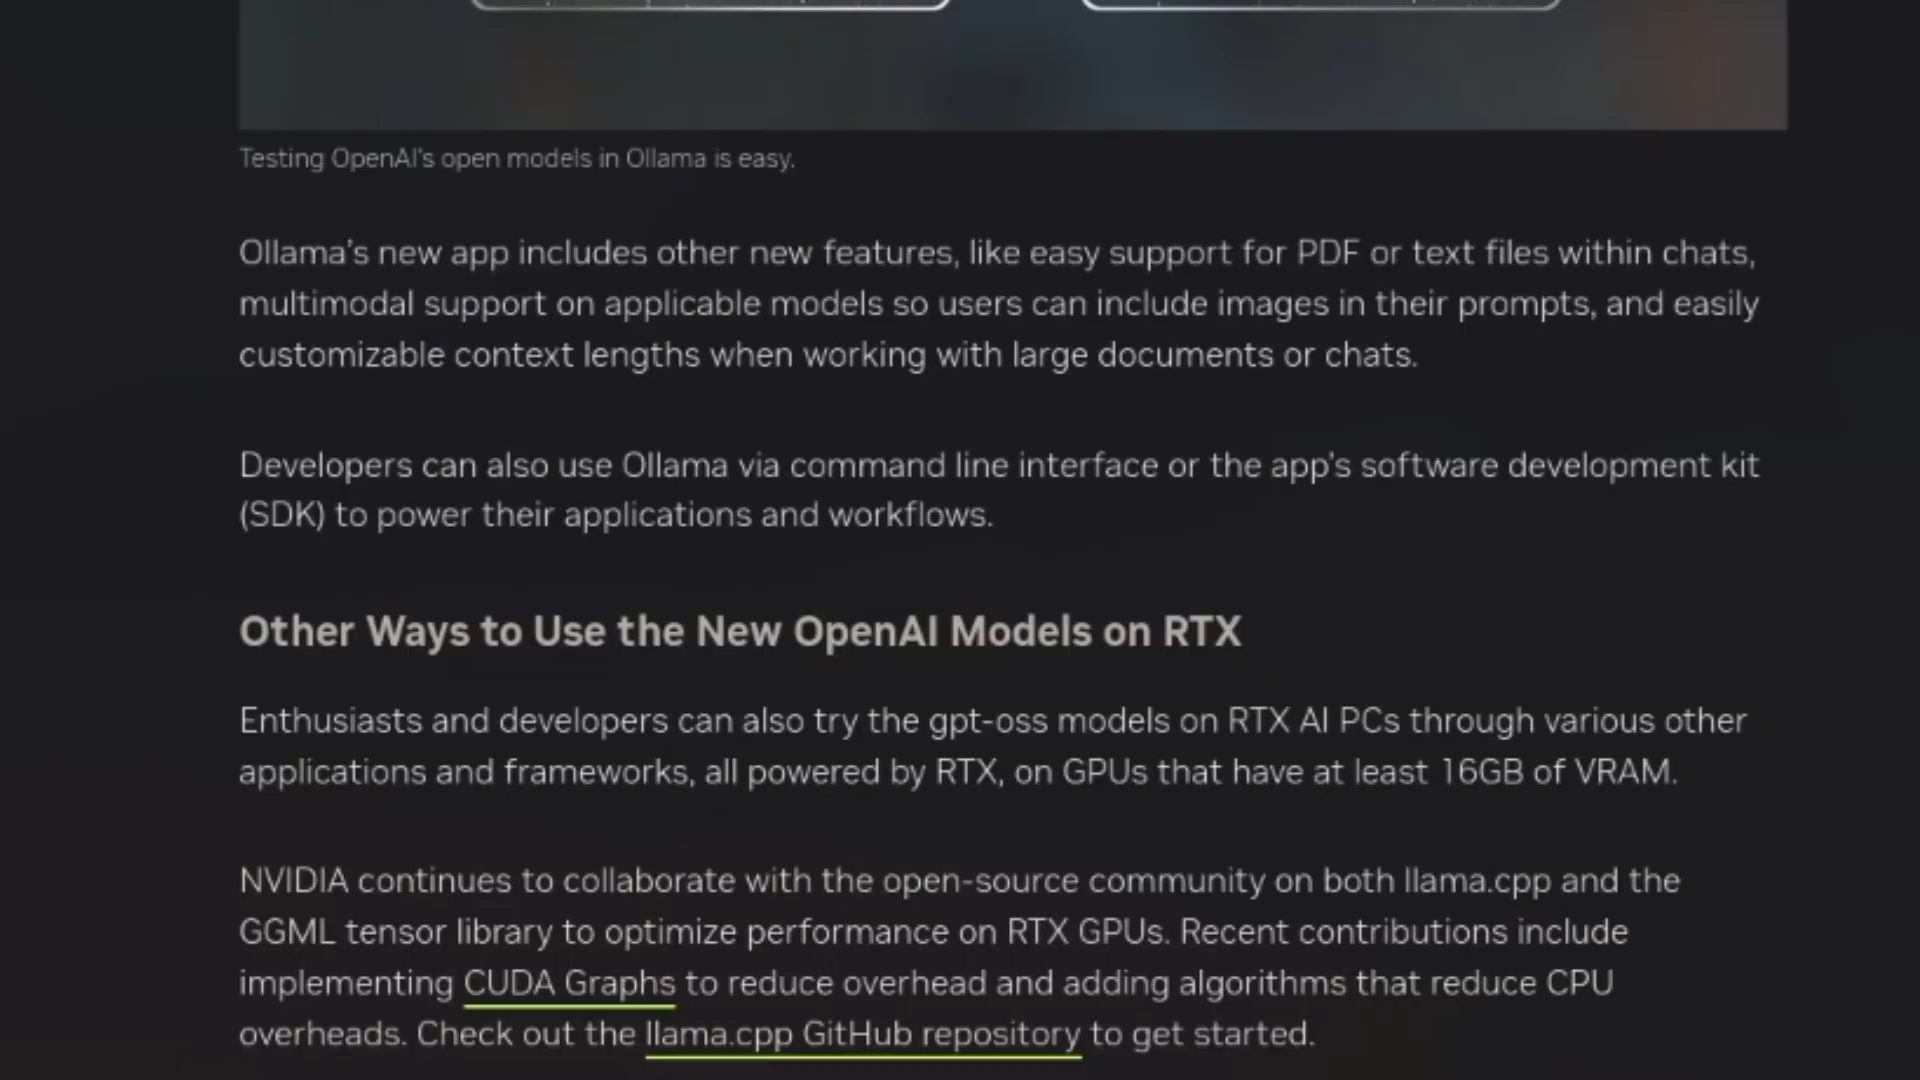 Testing OpenAI's open models in Ollama is easy.
Ollama's new app includes other new features, like easy support for PDF or text files within chats,
multimodal support on applicable models so users can include images in their prompts, and easily
customizable context lengths when working with large documents or chats.
Developers can also use Ollama via command line interface or the app's software development kit
(SDK) to power their applications and workflows.
Other Ways to Use the New OpenAI Models on RTX
Enthusiasts and developers can also try the gpt-oss models on RTX AI PCs through various other
applications and frameworks, all powered by RTX, on GPUs that have at least 16GB of VRAM.
NVIDIA continues to collaborate with the open-source community on both llama.cpp and the
GGML tensor library to optimize performance on RTX GPUs. Recent contributions include
implementing CUDA Graphs to reduce overhead and adding algorithms that reduce CPU
overheads. Check out the llama.cpp GitHub repository to get started.